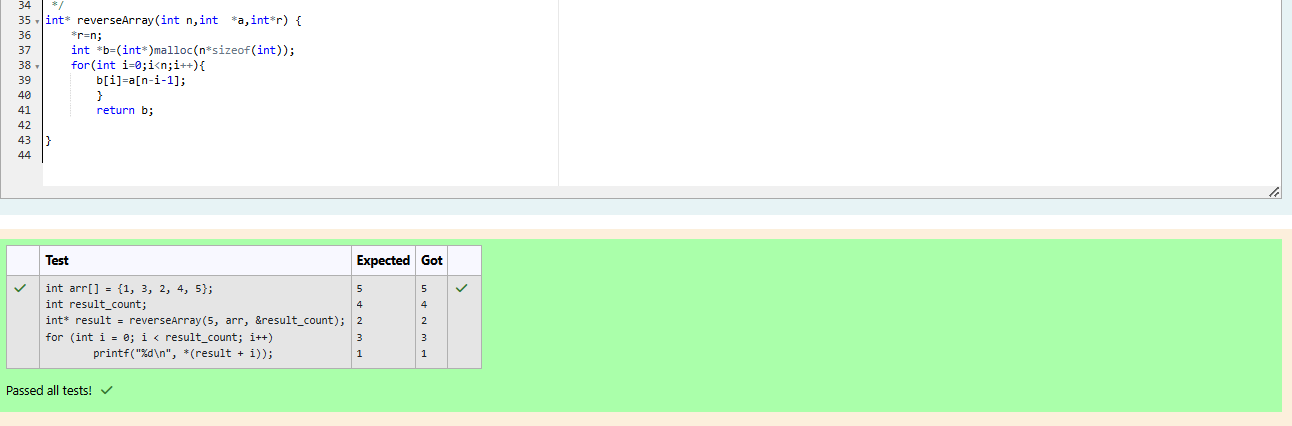 34 */
35 int* reverseArray(int n,int  *a,int*r) {
36     *r=n;
37     int *b=(int*)malloc(n*sizeof(int));
38     for(int i=0;i<n;i++){
39         b[i]=a[n-i-1];
40         }
41         return b;
42
43 }
44
Test Expected Got
int arr[] = {1, 3, 2, 4, 5}; 5 5
int result_count; 4 4
int* result = reverseArray(5, arr, &result_count); 2 2
for (int i = 0; i < result_count; i++) 3 3
        printf("%d\n", *(result + i)); 1 1
Passed all tests!